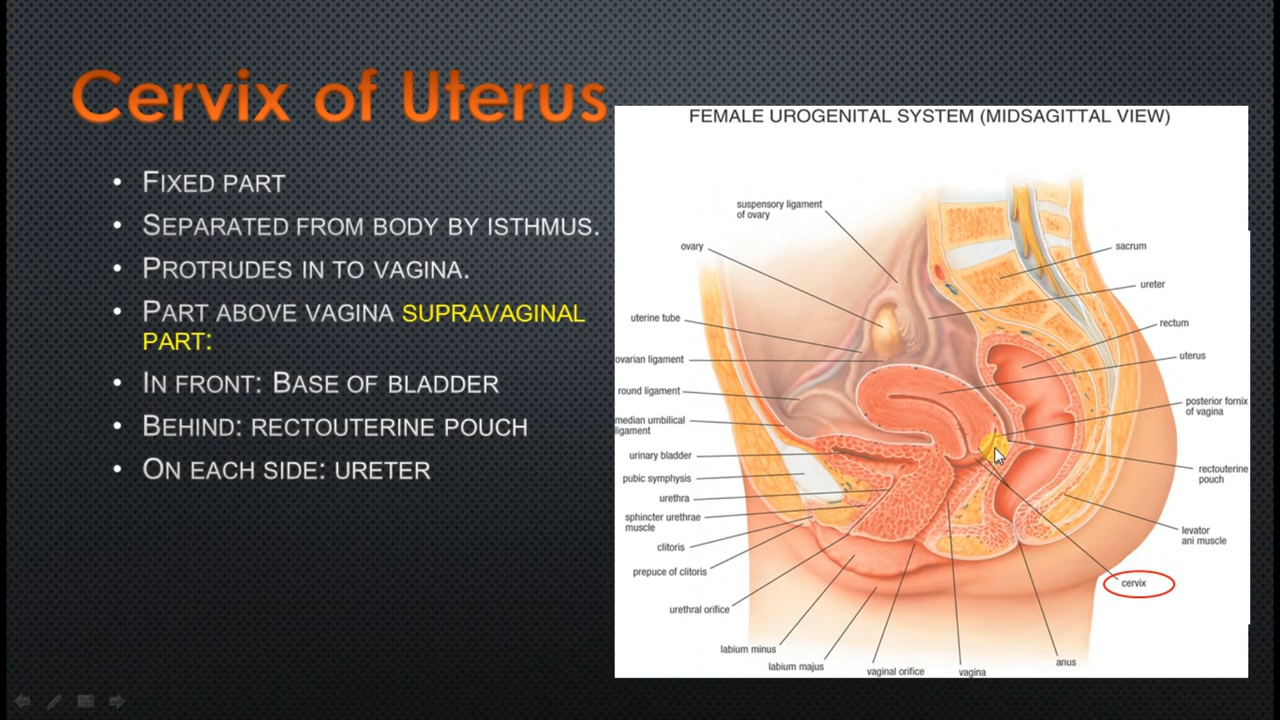 Cervix of Uterus
• FIXED PART
• SEPARATED FROM BODY BY ISTHMUS.
• PROTRUDES IN TO VAGINA.
• PART ABOVE VAGINA SUPRAVAGINAL
PART:
• IN FRONT: BASE OF BLADDER
• BEHIND: RECTOUTERINE POUCH
• ON EACH SIDE: URETER
FEMALE UROGENITAL SYSTEM (MIDSAGITTAL VIEW)
suspensory ligament
of ovary
ovary
uterine tube
ovarian ligament
round ligament
median umbilical
ligament
urinary bladder
pubic symphysis
urethra
sphincter urethrae
muscle
clitoris
prepuce of clitoris
urethral orifice
labium minus
labium majus
vaginal orifice
vagina
anus
sacrum
ureter
rectum
uterus
posterior fornix
of vagina
rectouterine
pouch
levator
ani muscle
cervix